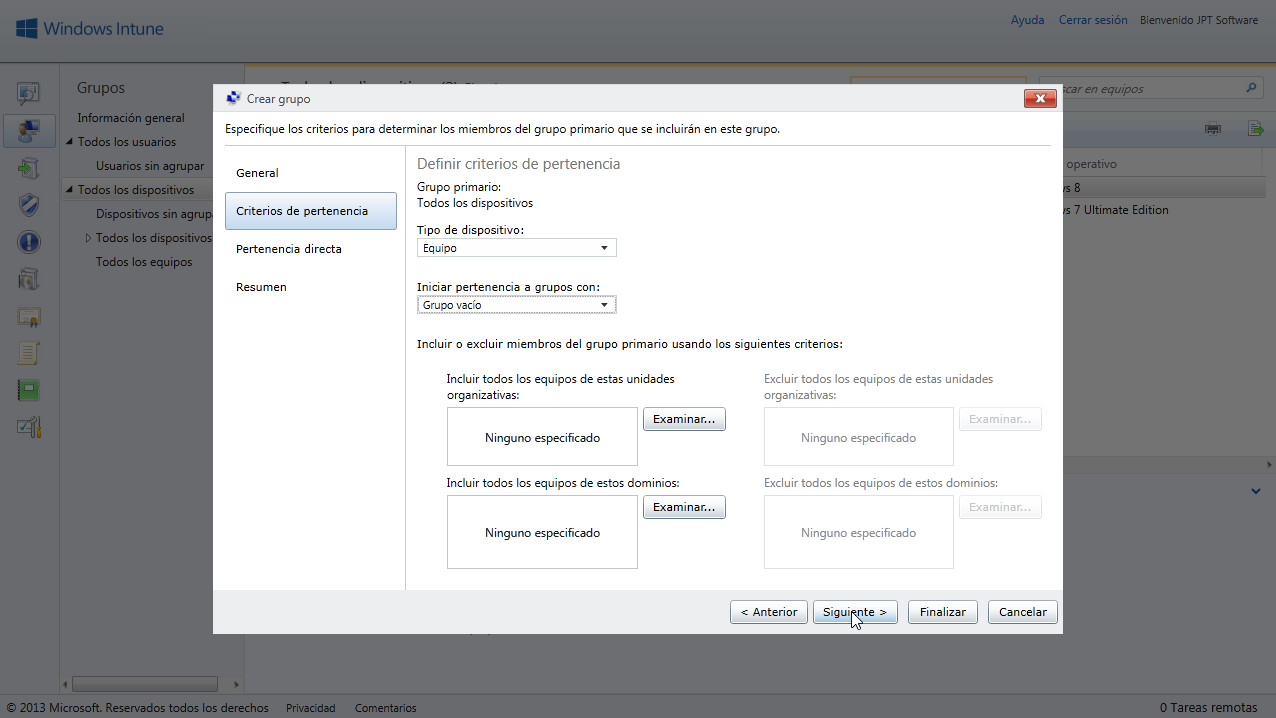 Windows Intune
Ayuda
Cerrar sesión
Bienvenido JPT Software
Grupos
Información general
Todos los usuarios
Usuarios sin agrupar
Todos los dispositivos
Dispositivos sin agrupa
Todos los dispositivos
Todos los equipos
car en equipos
operativo
ws 8
ws 7 Ultimate Edition
Crear grupo
Especifique los criterios para determinar los miembros del grupo primario que se incluirán en este grupo.
General
Criterios de pertenencia
Pertenencia directa
Resumen
Definir criterios de pertenencia
Grupo primario:
Todos los dispositivos
Tipo de dispositivo:
Equipo
Iniciar pertenencia a grupos con:
Grupo vacío
Incluir o excluir miembros del grupo primario usando los siguientes criterios:
Incluir todos los equipos de estas unidades
organizativas:
Ninguno especificado
Examinar...
Excluir todos los equipos de estas unidades
organizativas:
Ninguno especificado
Examinar...
Incluir todos los equipos de estos dominios:
Ninguno especificado
Examinar...
Excluir todos los equipos de estos dominios:
Ninguno especificado
Examinar...
< Anterior
Siguiente >
Finalizar
Cancelar
© 2013 Microsoft. Reservados todos los derechos
Privacidad
Comentarios
0 Tareas remotas